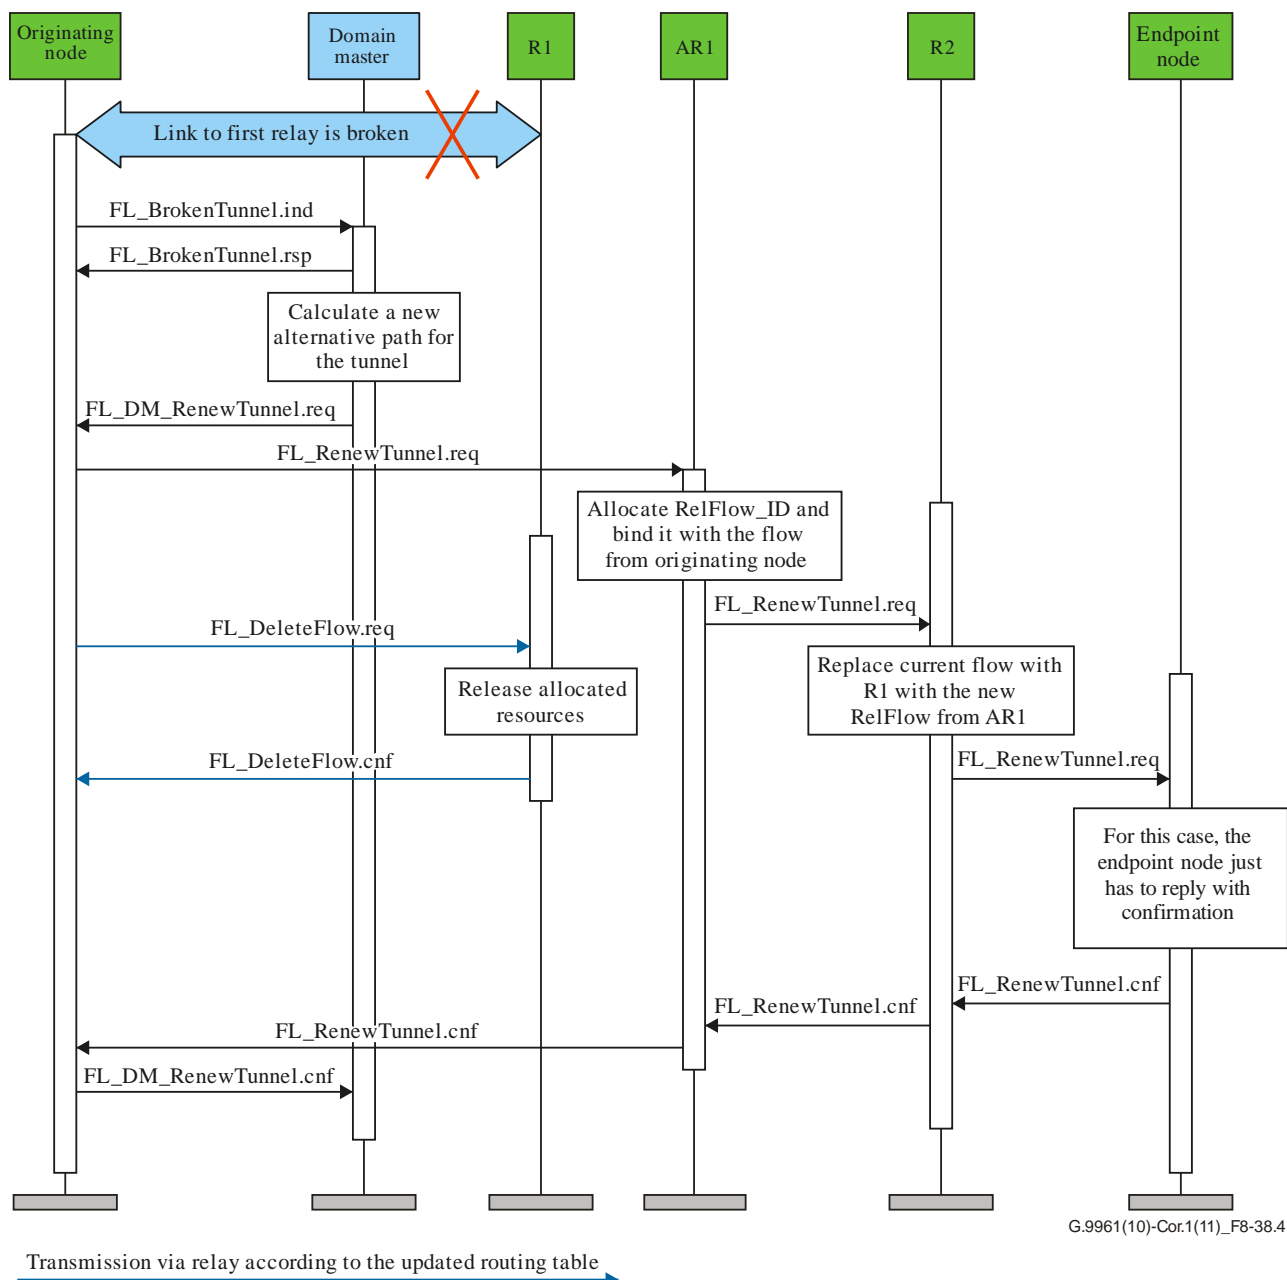 Originating
node
Domain
master
R1
AR1
R2
Endpoint
node
Link to first relay is broken
FL_BrokenTunnel.ind
FL_BrokenTunnel.rsp
Calculate a new
alternative path for
the tunnel
FL_DM_RenewTunnel.req
FL_RenewTunnel.req
Allocate RelFlow_ID and
bind it with the flow
from originating node
FL_RenewTunnel.req
FL_DeleteFlow.req
Replace current flow with
R1 with the new
RelFlow from AR1
Release allocated
resources
FL_DeleteFlow.cnf
FL_RenewTunnel.req
For this case, the
endpoint node just
has to reply with
confirmation
FL_RenewTunnel.cnf
FL_RenewTunnel.cnf
FL_RenewTunnel.cnf
FL_DM_RenewTunnel.cnf
G.9961(10)-Cor.1(11)_F8-38.4
Transmission via relay according to the updated routing table